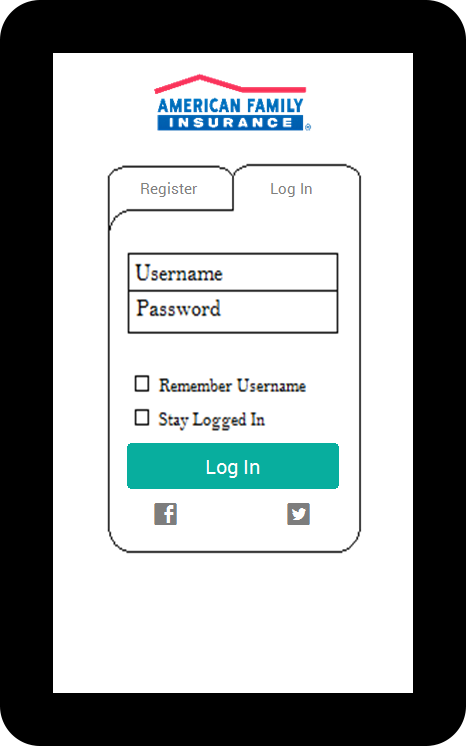 AMERICAN FAMILY
INSURANCE®
Register
Log In
Username
Password
Remember Username
Stay Logged In
Log In